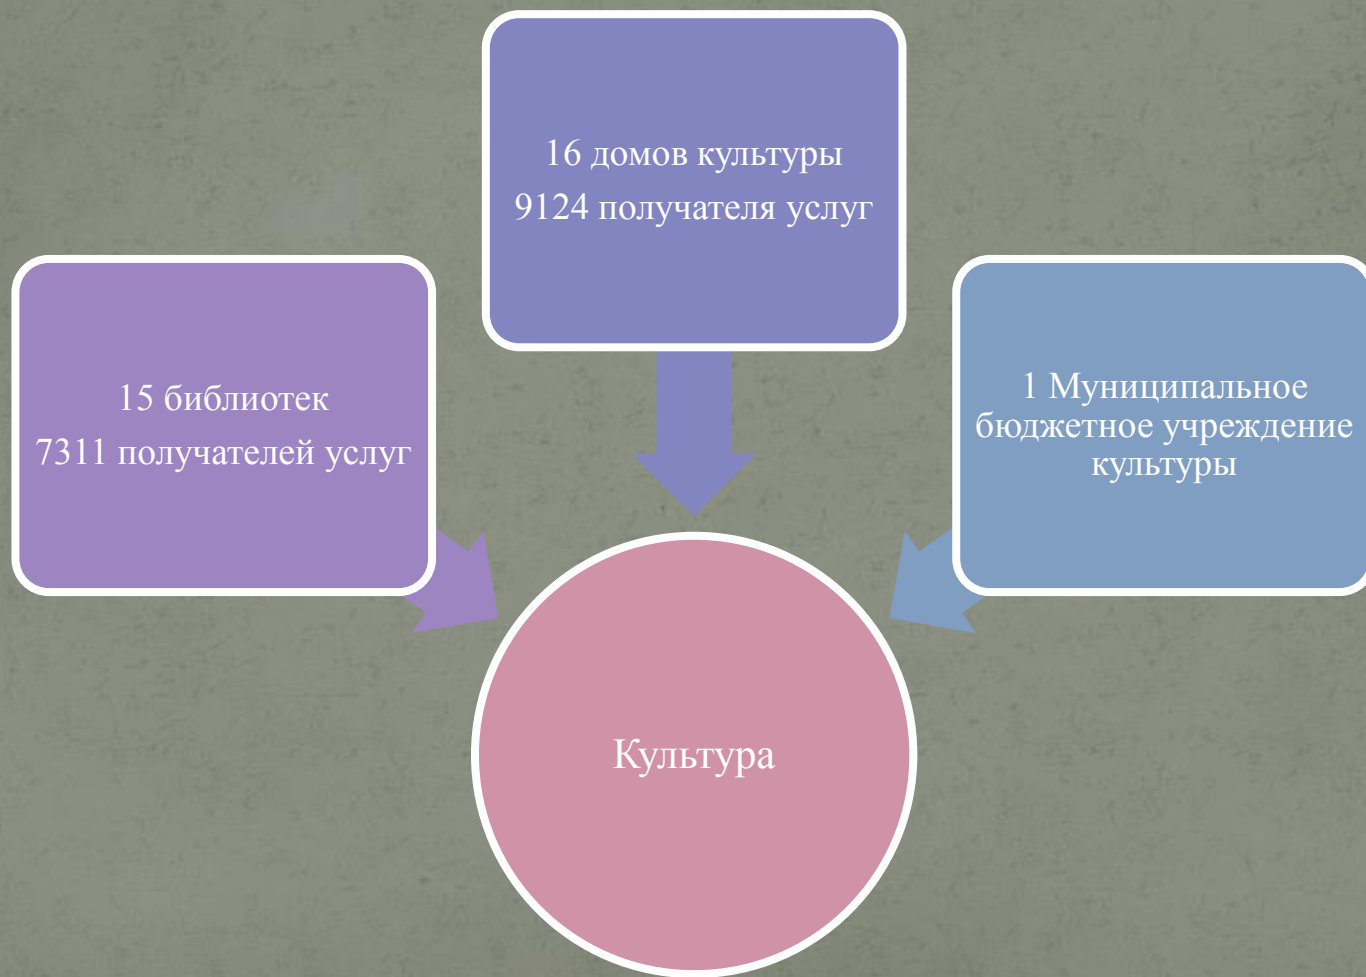 16 домов культуры
9124 получателя услуг
15 библиотек
7311 получателей услуг
1 Муниципальное
бюджетное учреждение
культуры
Культура